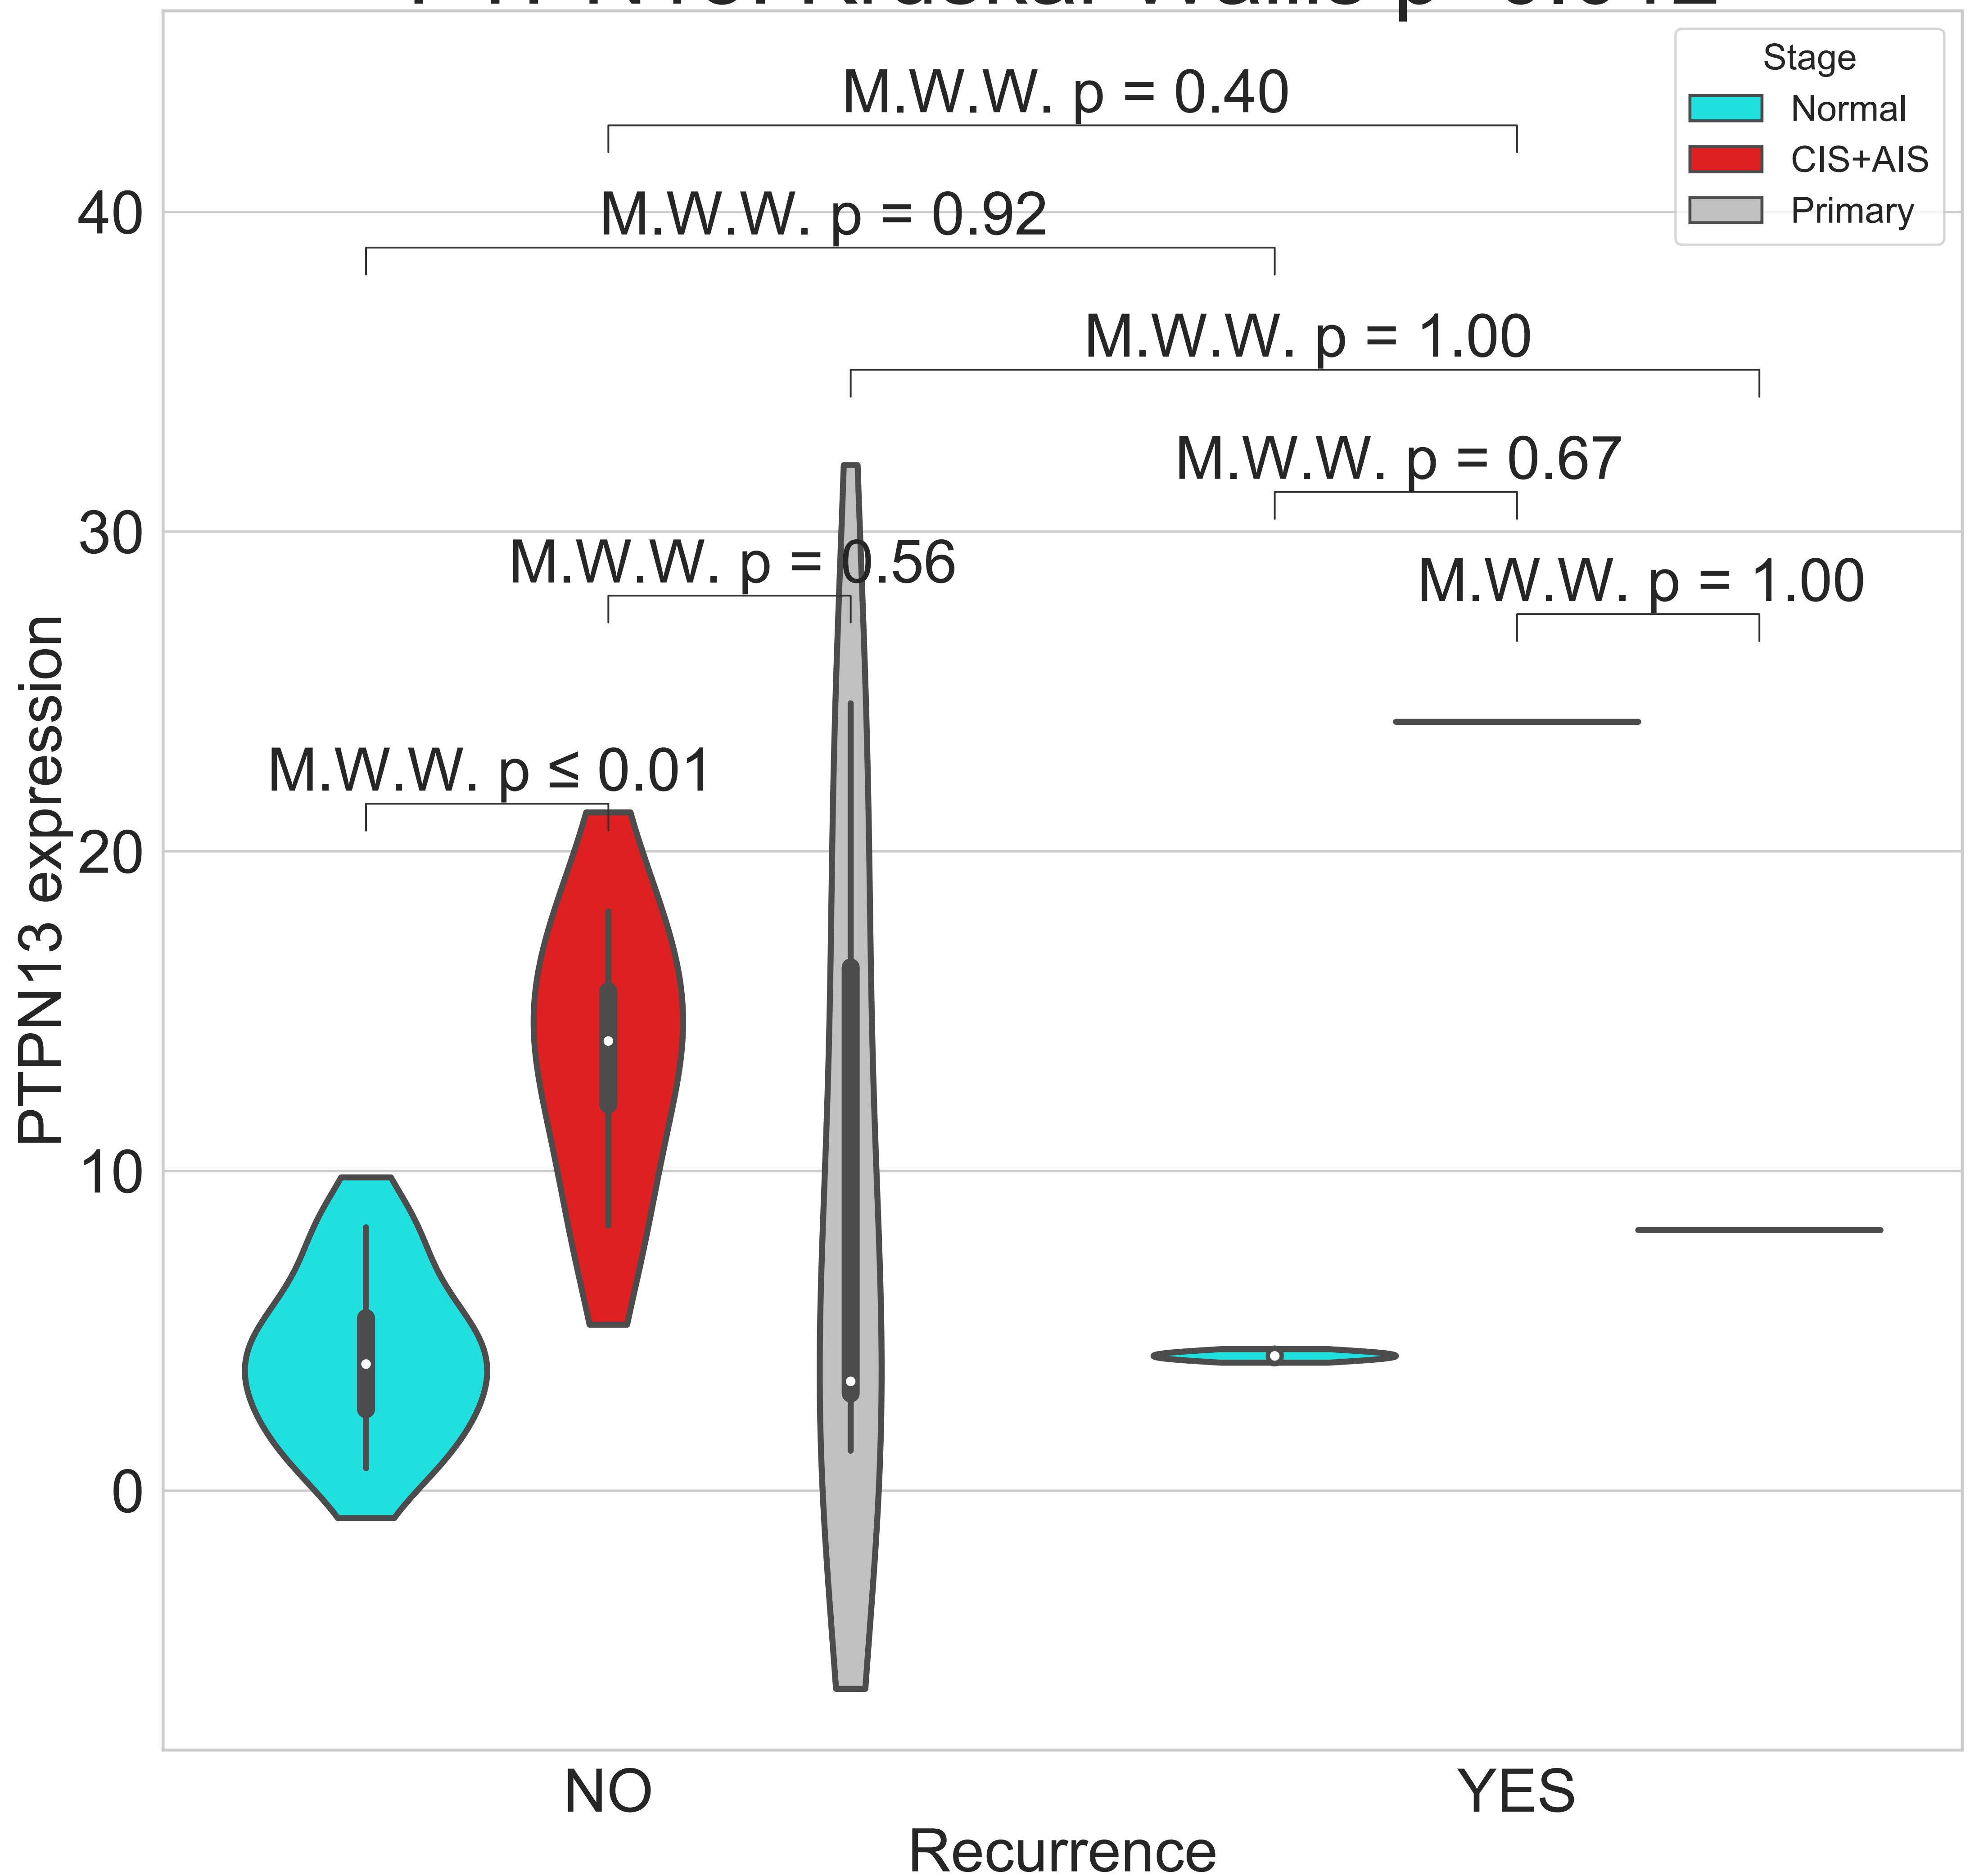 Stage
Normal
CIS+AIS
Primary
M.W.W. p = 0.40
M.W.W. p = 0.92
M.W.W. p = 1.00
M.W.W. p = 0.67
M.W.W. p = 0.56
M.W.W. p = 1.00
M.W.W. p ≤ 0.01
PTPN13 expression
40
30
20
10
0
NO
YES
Recurrence